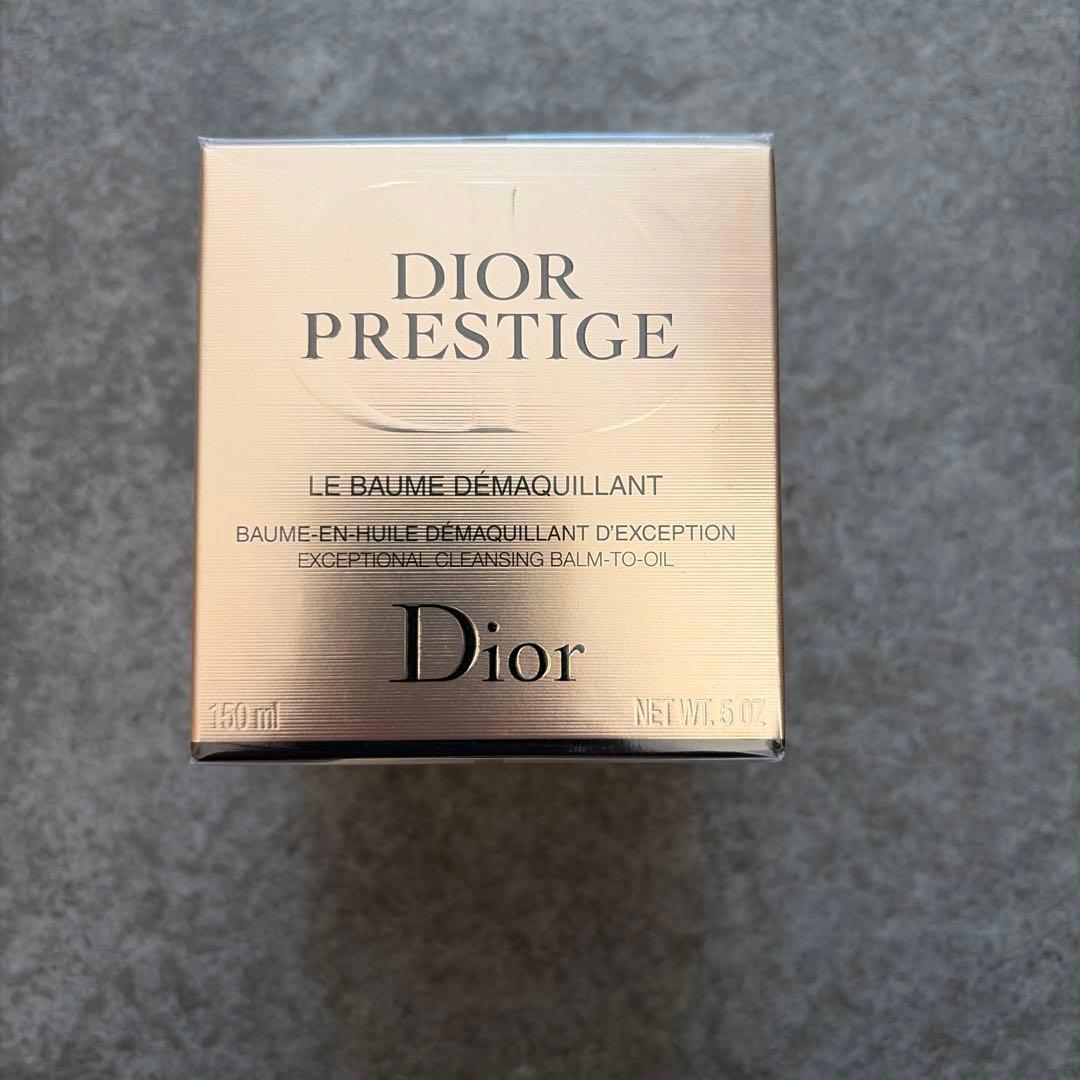 DIOR
PRESTIGE
LE BAUME DÉMAQUILLANT
BAUME-EN-HUILE DÉMAQUILLANT D'EXCEPTION
EXCEPTIONAL CLEANSING BALM-TO-OIL
Dior
150 ml NET WT. 5 OZ